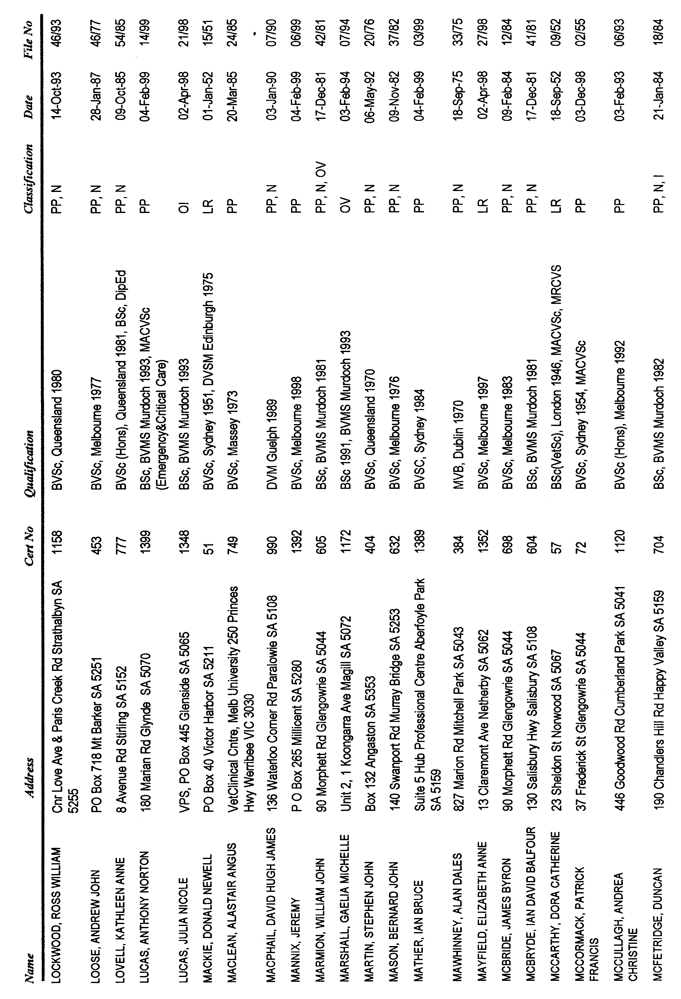 Name Address Cert No Qualification Classification Date File No
LOCKWOOD, ROSS WILLIAM Cnr Love Ave & Paris Creek Rd Strathalbyn SA 1158 BVSc, Queensland 1980 PP, N 14-Oct-93 46/93
5255
LOOSE, ANDREW JOHN PO Box 718 Mt Barker SA 5251 453 BVSc, Melbourne 1977 PP, N 28-Jan-87 46/77
LOVELL, KATHLEEN ANNE 8 Avenue Rd Stirling SA 5152 777 BVSc (Hons), Queensland 1981, BSc, DipEd PP, N 09-Oct-85 54/85
LUCAS, ANTHONY NORTON 180 Marian Rd Glynde SA 5070 1399 BSc, BVMS Murdoch 1993, MACVSc PP 04-Feb-99 14/99
(Emergency&Critical Care)
LUCAS, JULIA NICOLE VPS, PO Box 445 Glenside SA 5065 1348 BSc, BVMS Murdoch 1993 OI 02-Apr-98 21/98
MACKIE, DONALD NEWELL PO Box 40 Victor Harbor SA 5211 51 BVSc, Sydney 1951, DVSM Edinburgh 1975 LR 01-Jan-52 15/51
MACLEAN, ALASTAIR ANGUS VetClinical Cntre, Melb University 250 Princes 749 BVSc, Massey 1973 PP 20-Mar-85 24/85
Hwy Werribee VIC 3030
MACPHAIL, DAVID HUGH JAMES 136 Waterloo Corner Rd Paralowie SA 5108 990 DVM Guelph 1989 PP, N 03-Jan-90 07/90
MANNIX, JEREMY P O Box 265 Millicent SA 5280 1392 BVSc, Melbourne 1998 PP 04-Feb-99 06/99
MARMION, WILLIAM JOHN 90 Morphett Rd Glengowrie SA 5044 605 BSc, BVMS Murdoch 1981 PP, N, OV 17-Dec-81 42/81
MARSHALL, GAELIA MICHELLE Unit 2, 1 Koongarra Ave Magill SA 5072 1172 BSc 1991, BVMS Murdoch 1993 OV 03-Feb-94 07/94
MARTIN, STEPHEN JOHN Box 132 Angaston SA 5353 404 BVSc, Queensland 1970 PP, N 06-May-92 20/76
MASON, BERNARD JOHN 140 Swanport Rd Murray Bridge SA 5253 632 BVSc, Melbourne 1976 PP, N 09-Nov-82 37/82
MATHER, IAN BRUCE Suite 5 Hub Professional Centre Aberfoyle Park 1389 BVSC, Sydney 1984 PP 04-Feb-99 03/99
SA 5159
MAWHINNEY, ALAN DALES 827 Marion Rd Mitchell Park SA 5043 384 MVB, Dublin 1970 PP, N 18-Sep-75 33/75
MAYFIELD, ELIZABETH ANNE 13 Claremont Ave Netherby SA 5062 1352 BVSc, Melbourne 1997 LR 02-Apr-98 27/98
MCBRIDE, JAMES BYRON 90 Morphett Rd Glengowrie SA 5044 698 BVSc, Melbourne 1983 PP, N 09-Feb-84 12/84
MCBRYDE, IAN DAVID BALFOUR 130 Salisbury Hwy Salisbury SA 5108 604 BSc, BVMS Murdoch 1981 PP, N 17-Dec-81 41/81
MCCARTHY, DORA CATHERINE 23 Sheldon St Norwood SA 5067 57 BSc(VetSc), London 1946, MACVSc, MRCVS LR 18-Sep-52 09/52
MCCORMACK, PATRICK 37 Frederick St Glengowrie SA 5044 72 BVSc, Sydney 1954, MACVSc PP 03-Dec-98 02/55
FRANCIS
MCCULLAGH, ANDREA 446 Goodwood Rd Cumberland Park SA 5041 1120 BVSc (Hons), Melbourne 1992 PP 03-Feb-93 06/93
CHRISTINE
MCFETRIDGE, DUNCAN 190 Chandlers Hill Rd Happy Valley SA 5159 704 BSc, BVMS Murdoch 1982 PP, N, I 21-Jan-84 18/84